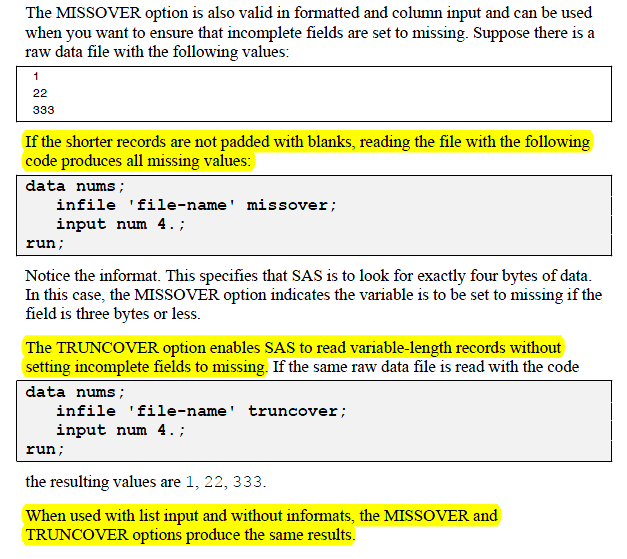 The MISSOVER option is also valid in formatted and column input and can be used
when you want to ensure that incomplete fields are set to missing. Suppose there is a
raw data file with the following values:
1
22
333
If the shorter records are not padded with blanks, reading the file with the following
code produces all missing values:
data nums;
infile 'file-name' missover;
input num 4.;
run;
Notice the informat. This specifies that SAS is to look for exactly four bytes of data.
In this case, the MISSOVER option indicates the variable is to be set to missing if the
field is three bytes or less.
The TRUNCOVER option enables SAS to read variable-length records without
setting incomplete fields to missing. If the same raw data file is read with the code
data nums;
infile 'file-name' truncover;
input num 4.;
run;
the resulting values are 1, 22, 333.
When used with list input and without informats, the MISSOVER and
TRUNCOVER options produce the same results.